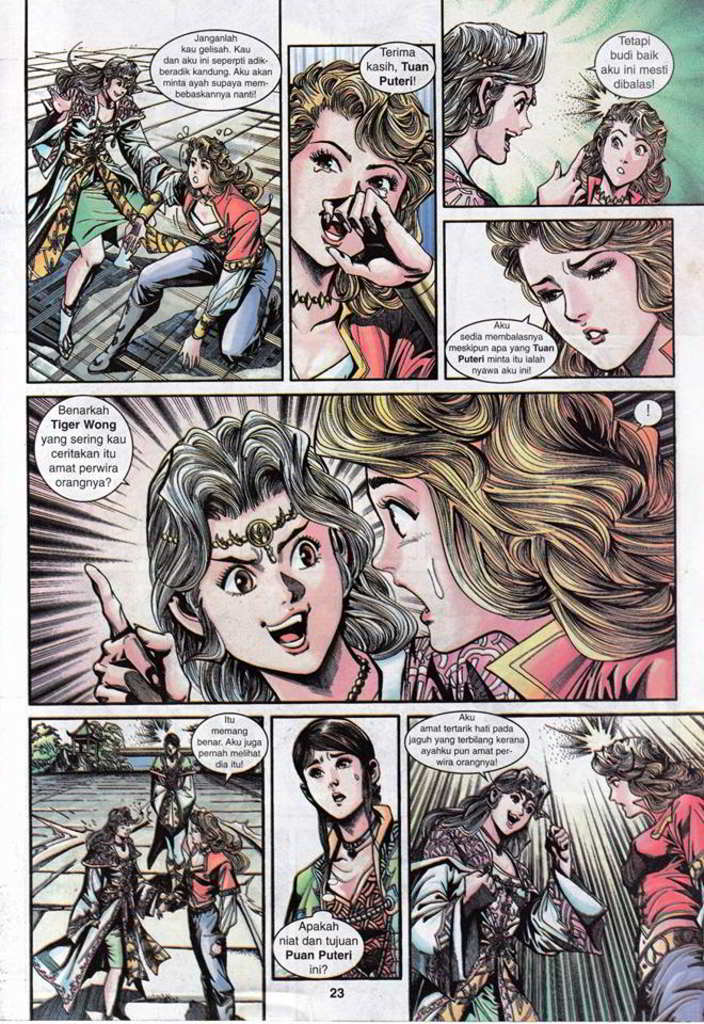 Janganlah
kau gelisah. Kau
dan aku ini seperpti adik-
beradik kandung. Aku akan
minta ayah supaya mem-
bebaskannya nanti!
Terima
kasih, Tuan
Puteri!
Tetapi
budi baik
aku ini mesti
dibalas!
Aku
sedia membalasnya
meskipun apa yang Tuan
Puteri minta itu ialah
nyawa aku ini!
Benarkah
Tiger Wong
yang sering kau
ceritakan itu
amat perwira
orangnya?
!
Itu
memang
benar. Aku juga
pernah melihat
dia itu!
Apakah
niat dan tujuan
Puan Puteri
ini?
Aku
amat tertarik hati pada
jaguh yang terbilang kerana
ayahku pun amat per-
wira orangnya!
23